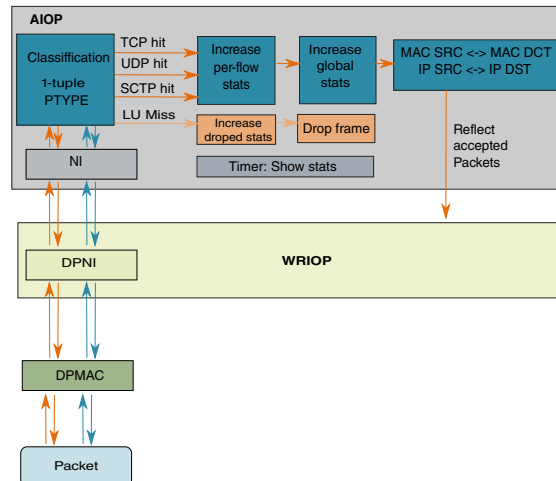 AIOP
Classiffication
1-tuple
PTYPE
TCP hit
UDP hit
SCTP hit
LU Miss
Increase
per-flow
stats
Increase
global
stats
MAC SRC <-> MAC DCT
IP SRC <-> IP DST
Increase
droped stats
Drop frame
Reflect
accepted
Packets
NI
Timer: Show stats
DPNI
WRIOP
DPMAC
Packet